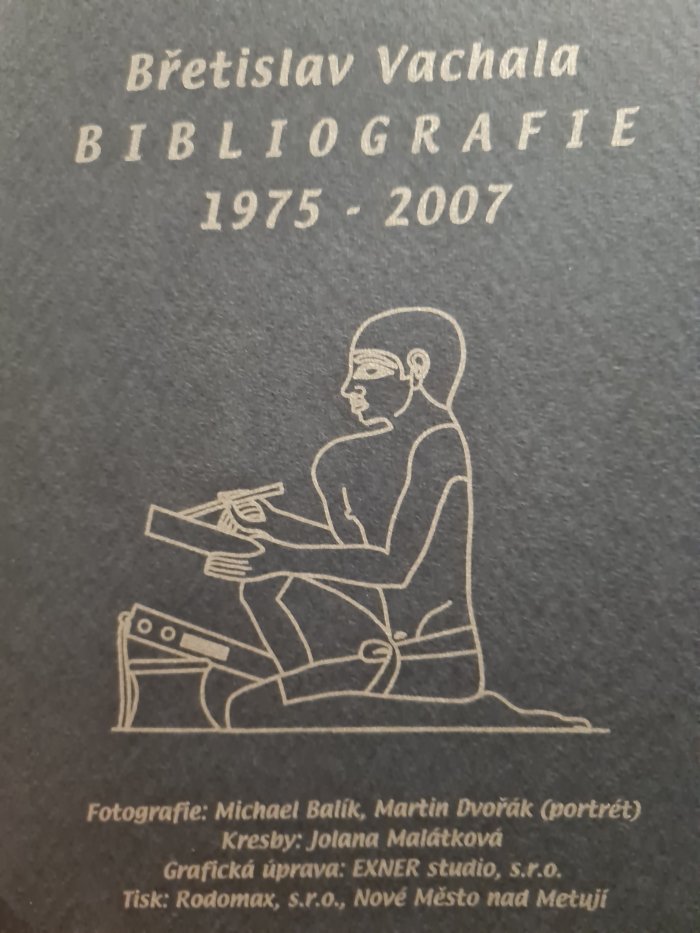 Břetislav Vachala
BIBLIOGRAFIE
1975 - 2007
Fotografie: Michael Balík, Martin Dvořák (portrét)
Kresby: Jolana Malátková
Grafická úprava: EXNER studio, s.r.o.
Tisk: Rodomax, s.r.o., Nové Město nad Metují